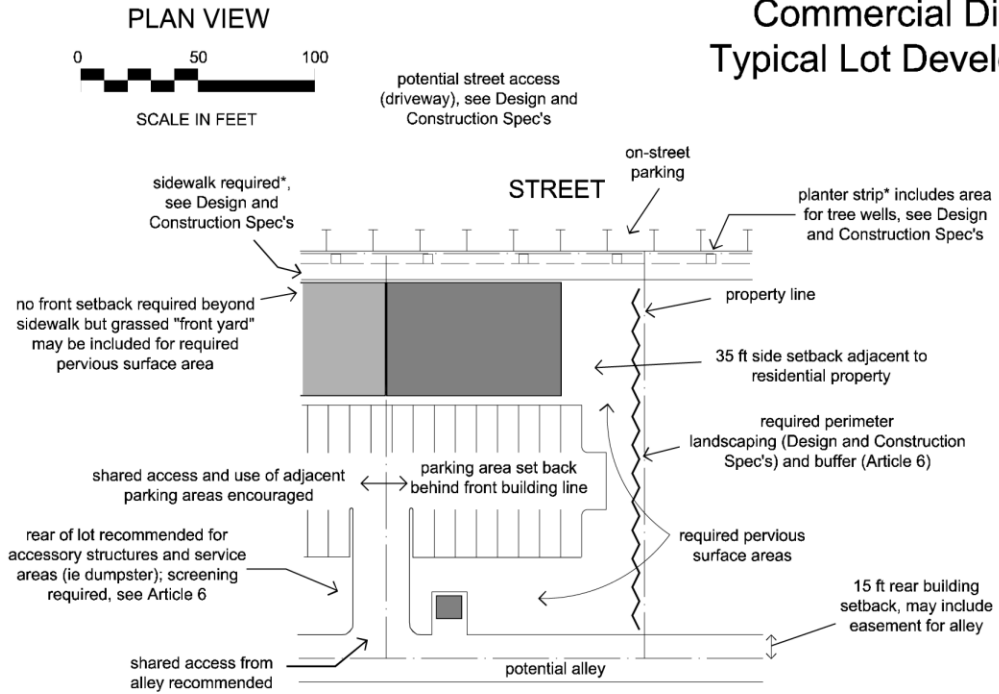 PLAN VIEW
0 50 100
SCALE IN FEET
Commercial Di
Typical Lot Develo
potential street access
(driveway), see Design and
Construction Spec's
on-street
parking
STREET
sidewalk required*,
see Design and
Construction Spec's
planter strip* includes area
for tree wells, see Design
and Construction Spec's
no front setback required beyond
sidewalk but grassed "front yard"
may be included for required
pervious surface area
property line
35 ft side setback adjacent to
residential property
required perimeter
landscaping (Design and Construction
Spec's) and buffer (Article 6)
shared access and use of adjacent
parking areas encouraged
parking area set back
behind front building line
rear of lot recommended for
accessory structures and service
areas (ie dumpster); screening
required, see Article 6
required pervious
surface areas
15 ft rear building
setback, may include
easement for alley
shared access from
alley recommended
potential alley